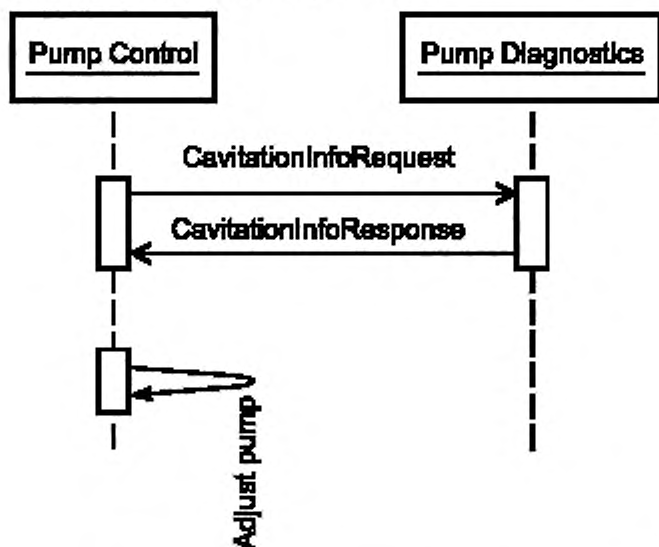 Pump Control
Pump Diagnostics
CavitationInfoRequest
CavitationInfoResponse
Adjust pump